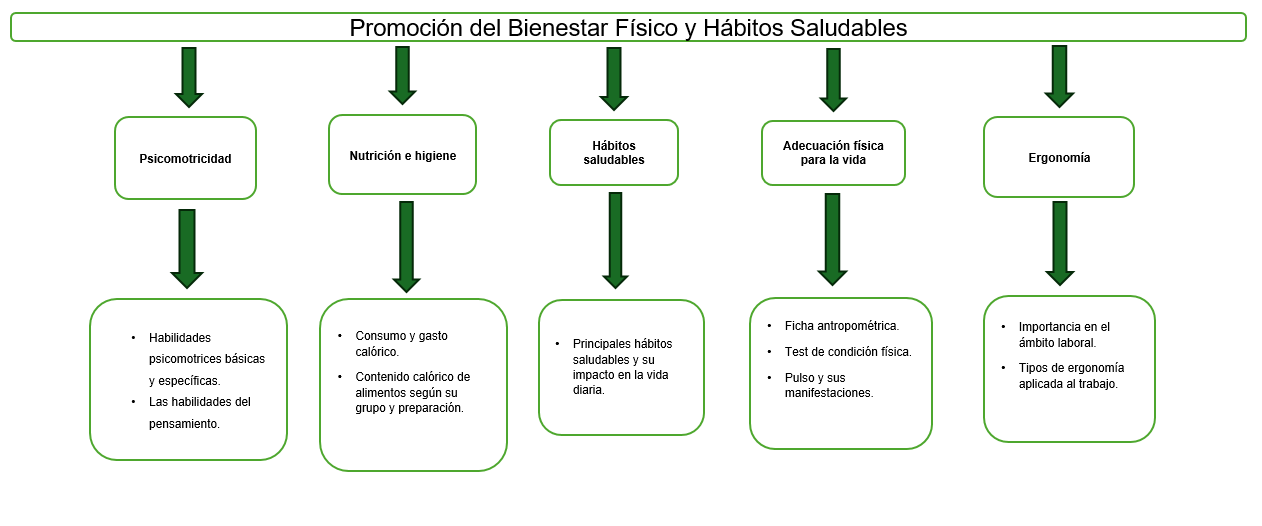 Promoción del Bienestar Físico y Hábitos Saludables
Psicomotricidad
Nutrición e higiene
Hábitos
saludables
Adecuación física
para la vida
Ergonomía
• Habilidades
psicomotrices básicas
y específicas.
• Las habilidades del
pensamiento.
• Consumo y gasto
calórico.
• Contenido calórico de
alimentos según su
grupo y preparación.
• Principales hábitos
saludables y su
impacto en la vida
diaria.
• Ficha antropométrica.
• Test de condición física.
• Pulso y sus
manifestaciones.
• Importancia en el
ámbito laboral.
• Tipos de ergonomía
aplicada al trabajo.